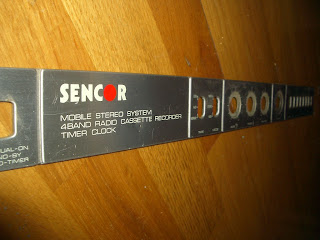 SENCOR
MOBILE STEREO SYSTEM
4BAND RADIO CASSETTE RECORDER
TIMER CLOCK